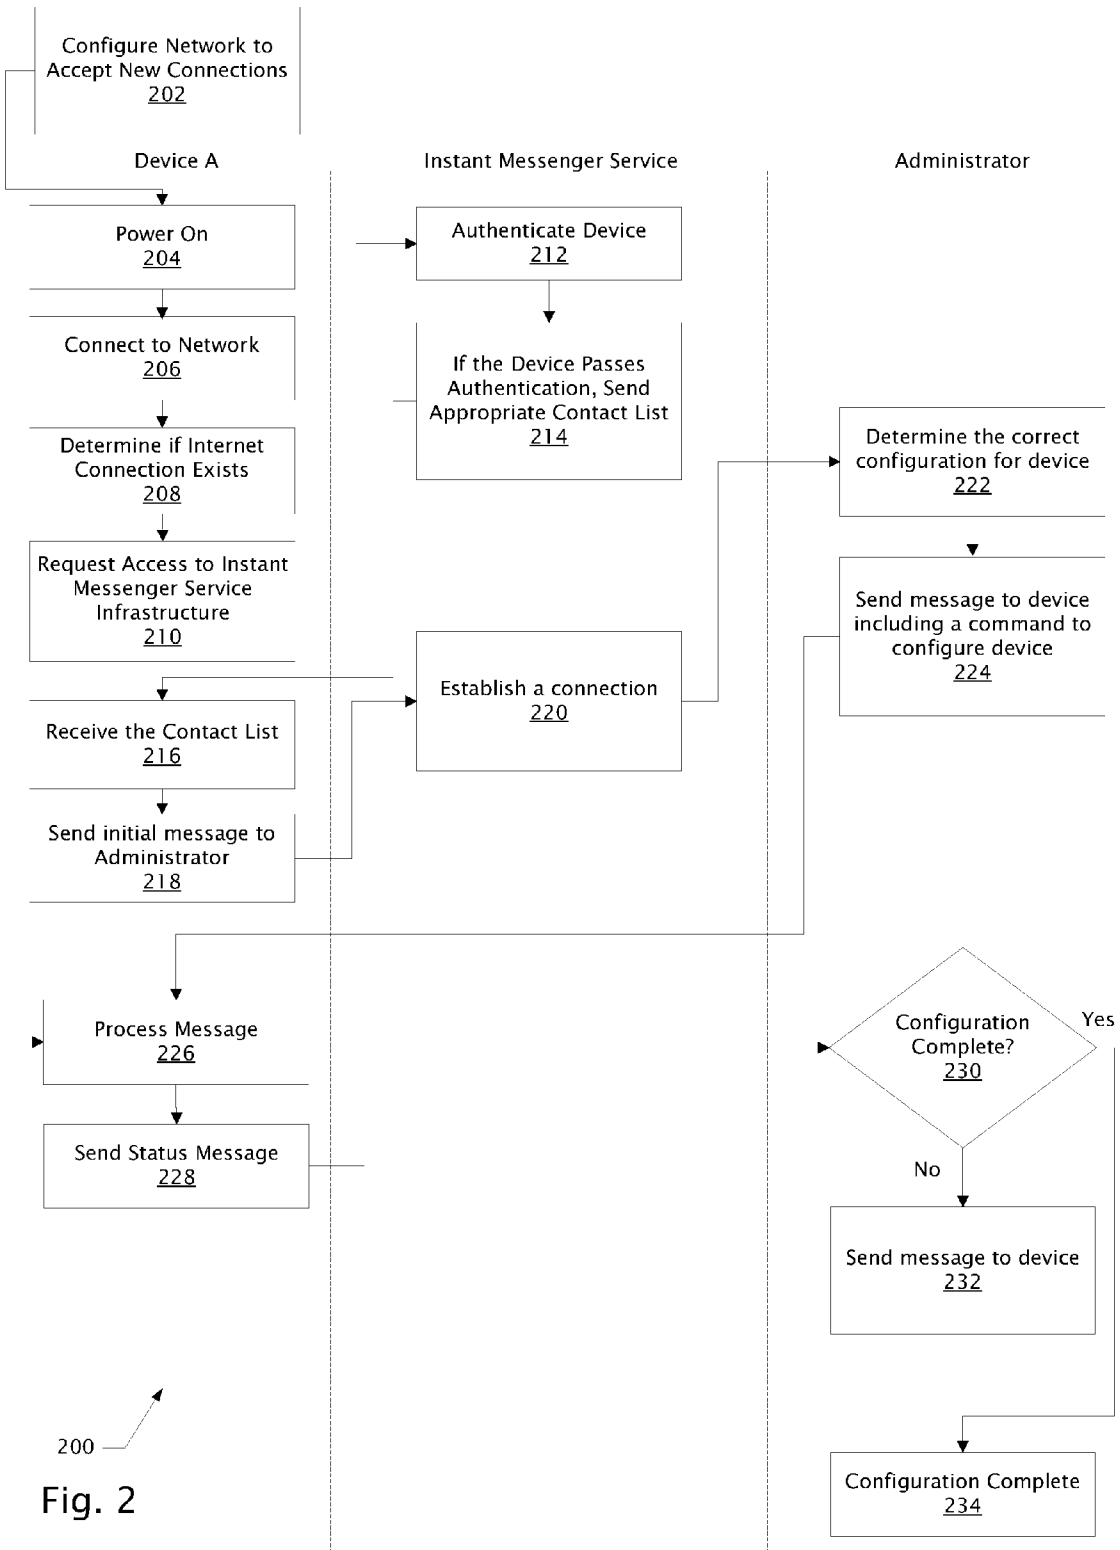 Configure Network to
Accept New Connections
202
Device A
Instant Messenger Service
Administrator
Power On
204
Connect to Network
206
Determine if Internet
Connection Exists
208
Request Access to Instant
Messenger Service
Infrastructure
210
Receive the Contact List
216
Send initial message to
Administrator
218
Process Message
226
Send Status Message
228
Authenticate Device
212
If the Device Passes
Authentication, Send
Appropriate Contact List
214
Establish a connection
220
Determine the correct
configuration for device
222
Send message to device
including a command to
configure device
224
Configuration
Complete?
230
Yes
No
Send message to device
232
Configuration Complete
234
200
Fig. 2